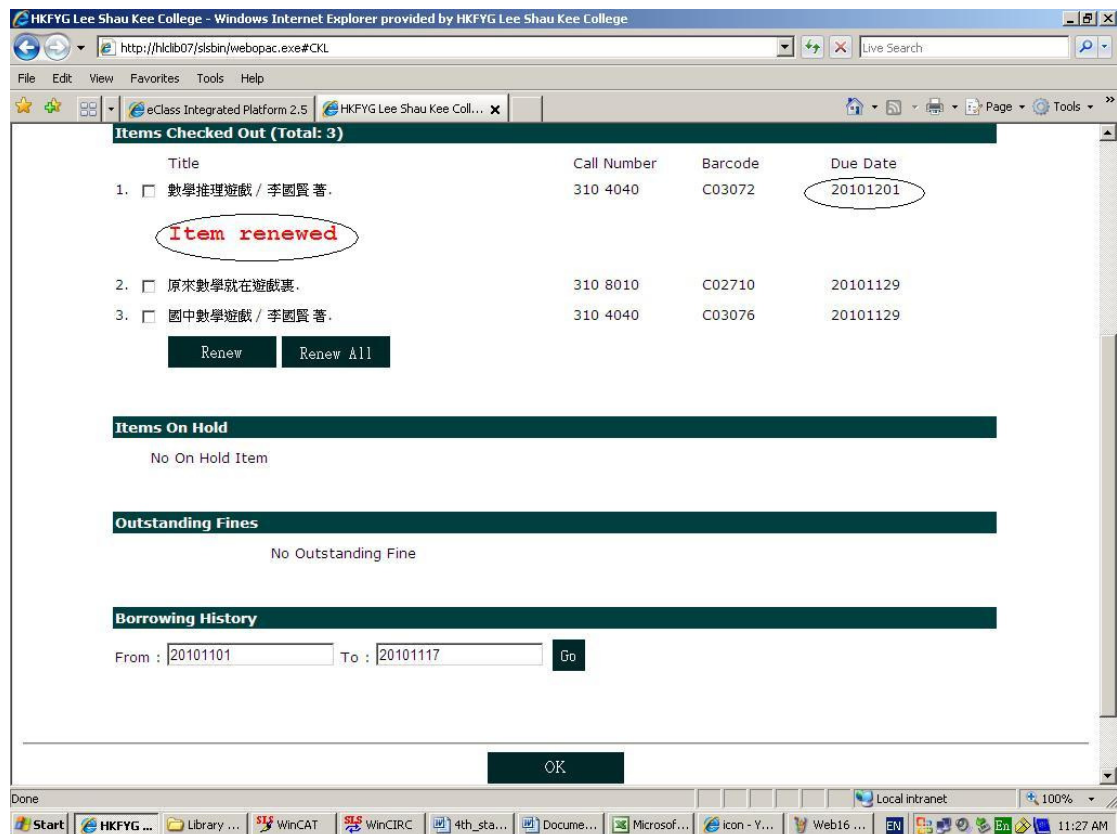 HKFYG Lee Shau Kee College - Windows Internet Explorer provided by HKFYG Lee Shau Kee College
http://hlclib07/slsbin/webopac.exe#CKL
Live Search
File Edit View Favorites Tools Help
eClass Integrated Platform 2.5
HKFYG Lee Shau Kee Coll...
Page
Tools
Items Checked Out (Total: 3)
Title Call Number Barcode Due Date
1. 數學推理遊戲 / 李國賢 著. 310 4040 C03072 20101201
Item renewed
2. 原來數學就在遊戲裏. 310 8010 C02710 20101129
3. 國中數學遊戲 / 李國賢 著. 310 4040 C03076 20101129
Renew Renew All
Items On Hold
No On Hold Item
Outstanding Fines
No Outstanding Fine
Borrowing History
From : 20101101 To : 20101117 Go
OK
Done Local intranet 100%
Start HKFYG ... Library ... SLS WinCAT SLS WinCIRC 4th_sta... Docume... Microsof... icon - Y... Web16 ... EN En 11:27 AM